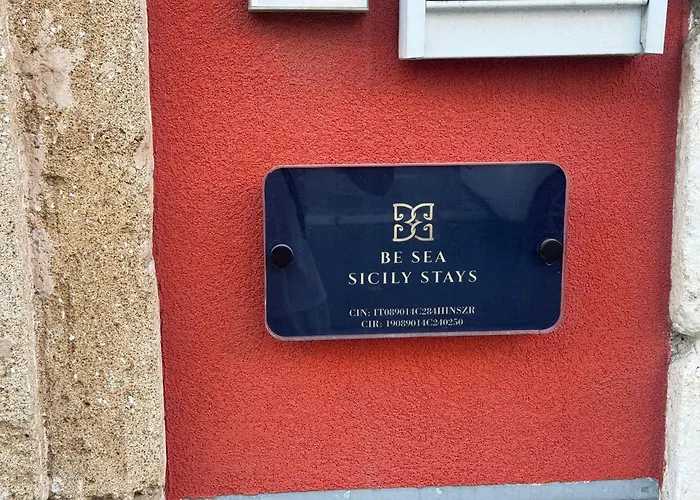 BE SEA
SICILY STAYS
CIN: IT089014C284HINSZR
CIR: 19089014C240250